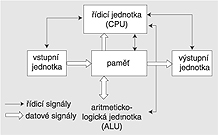 řídicí jednotka
(CPU)
vstupní
jednotka
paměť
výstupní
jednotka
řídicí signály
datové signály
aritmeticko-
logická jednotka
(ALU)